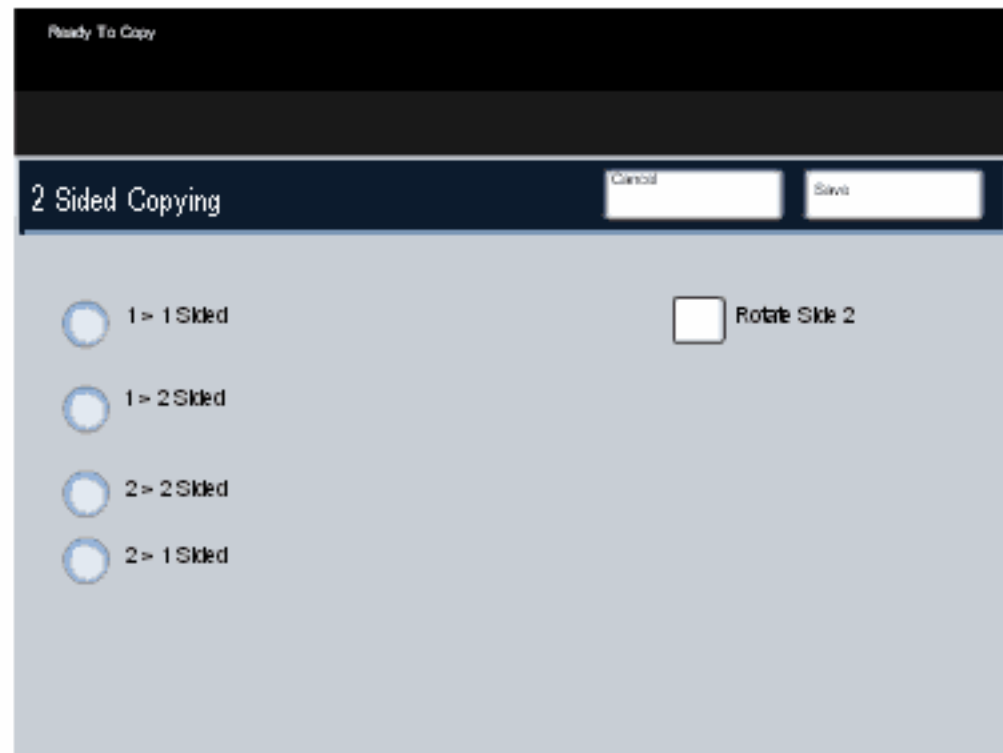 Ready To Copy
2 Sided Copying
Cancel
Save
1 > 1 Sided
Rotate Side 2
1 > 2 Sided
2 > 2 Sided
2 > 1 Sided